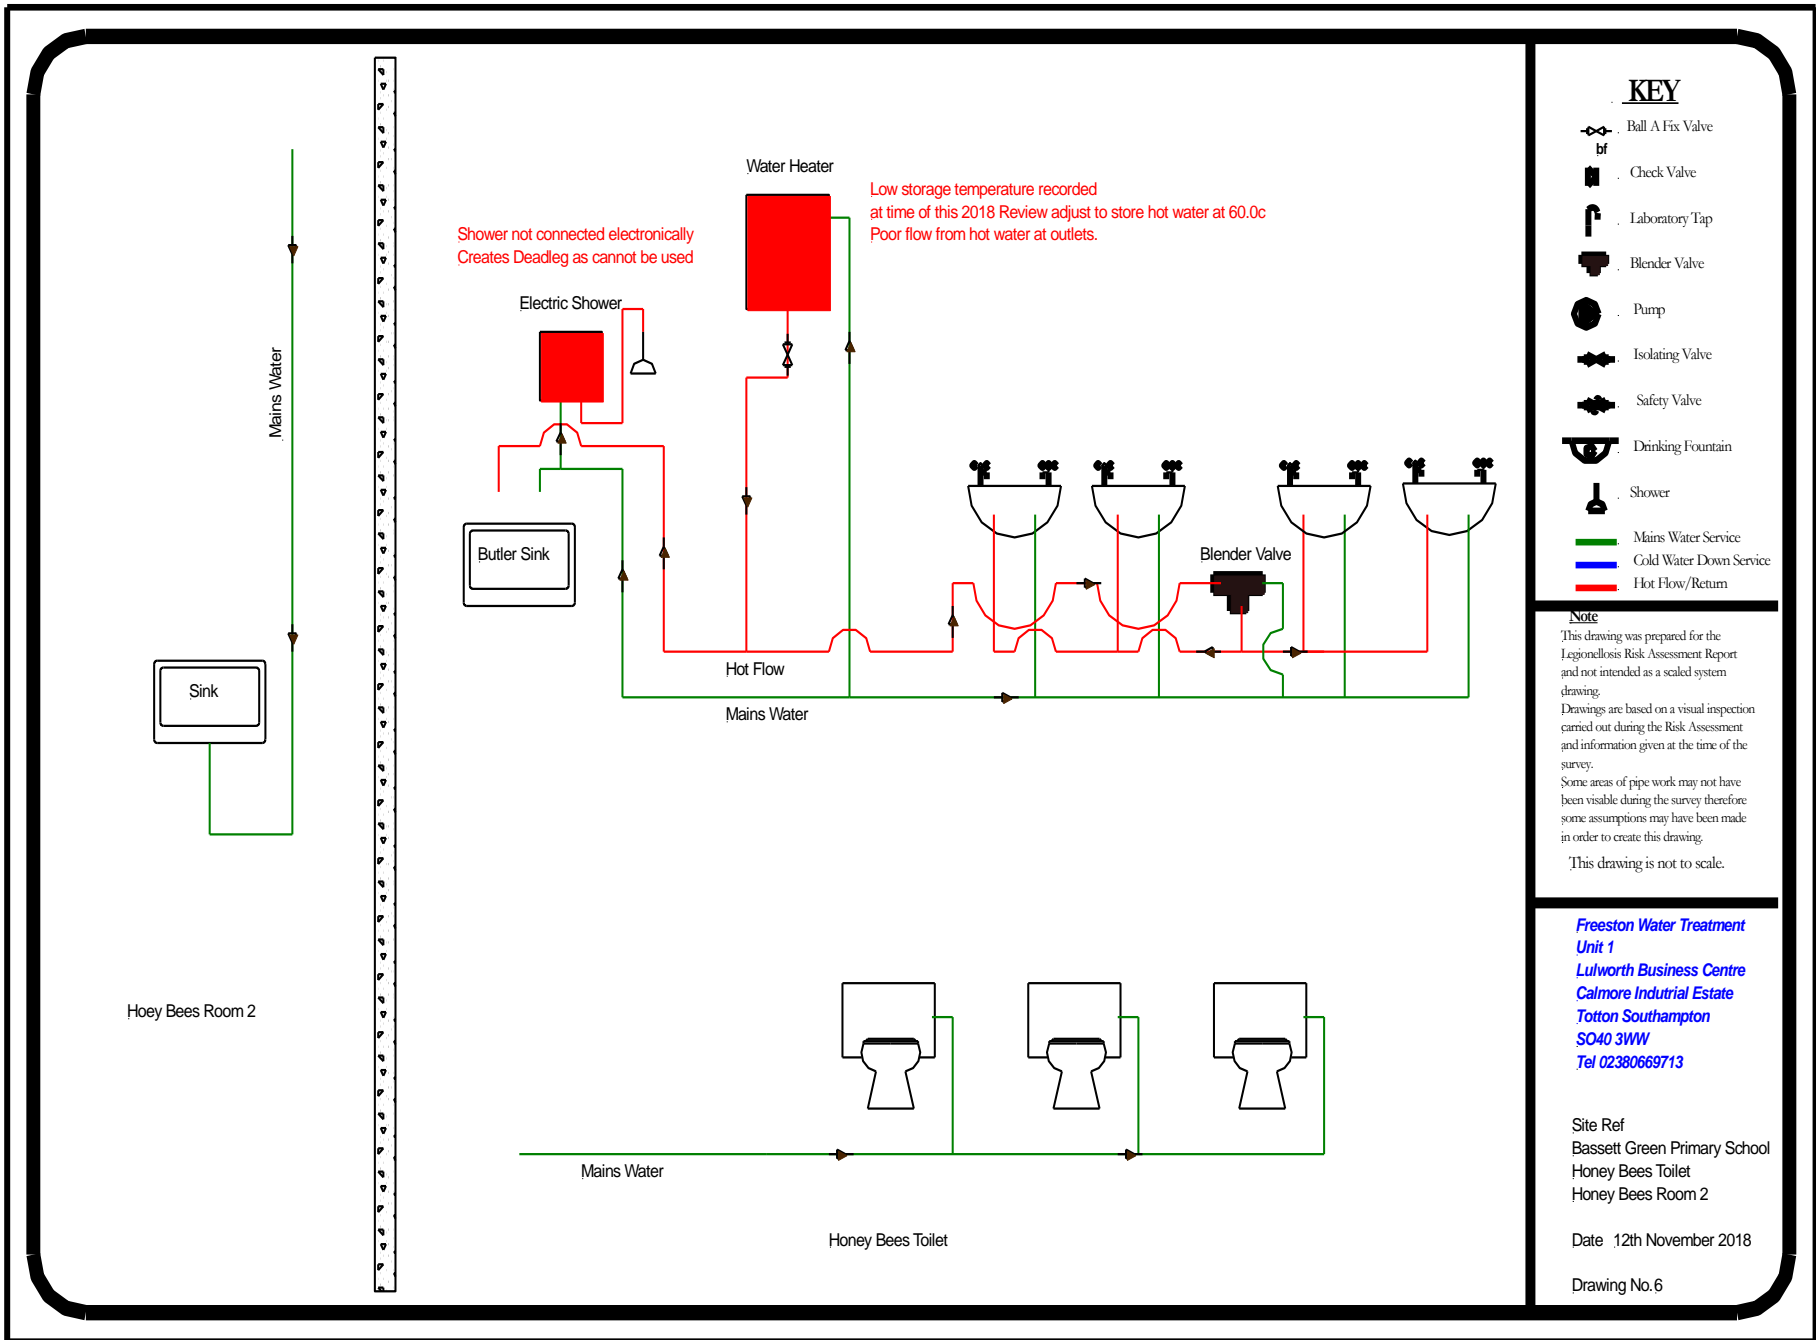 Mains Water
Sink
Hoey Bees Room 2
Water Heater
Low storage temperature recorded
at time of this 2018 Review adjust to store hot water at 60.0c
Poor flow from hot water at outlets.
Shower not connected electronically
Creates Deadleg as cannot be used
Electric Shower
Butler Sink
Blender Valve
Hot Flow
Mains Water
Mains Water
Honey Bees Toilet
KEY
Ball A Fix Valve
bf
Check Valve
Laboratory Tap
Blender Valve
Pump
Isolating Valve
Safety Valve
Drinking Fountain
Shower
Mains Water Service
Cold Water Down Service
Hot Flow/Return
Note
This drawing was prepared for the
Legionellosis Risk Assessment Report
and not intended as a scaled system
drawing.
Drawings are based on a visual inspection
carried out during the Risk Assessment
and information given at the time of the
survey.
Some areas of pipe work may not have
been visable during the survey therefore
some assumptions may have been made
in order to create this drawing.
This drawing is not to scale.
Freeston Water Treatment
Unit 1
Lulworth Business Centre
Calmore Indutrial Estate
Totton Southampton
SO40 3WW
Tel 02380669713
Site Ref
Bassett Green Primary School
Honey Bees Toilet
Honey Bees Room 2
Date 12th November 2018
Drawing No.6